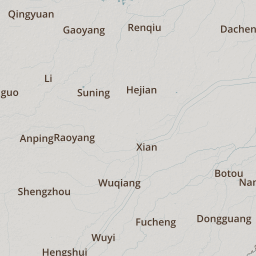 Qingyuan
Gaoyang
Renqiu
Dachen
Li
guo
Suning
Hejian
Anping
Raoyang
Xian
Shengzhou
Wuqiang
Botou
Nan
Fucheng
Dongguang
Wuyi
Hengshui